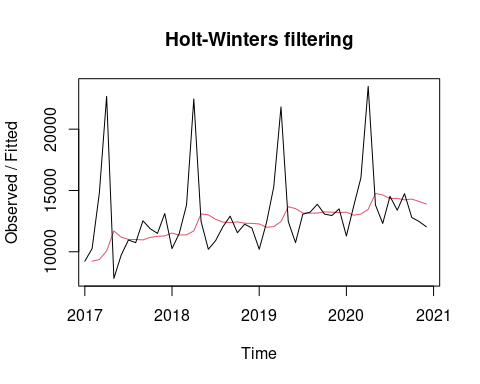 Holt-Winters filtering
Observed / Fitted
20000
15000
10000
2017 2018 2019 2020 2021
Time